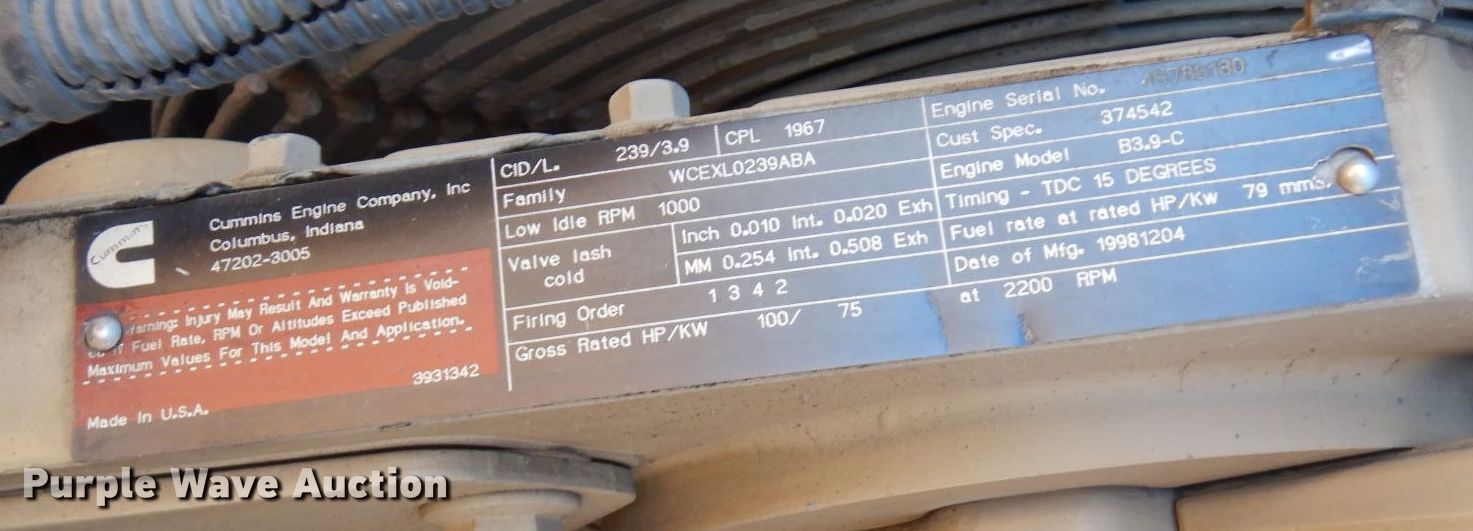 Cummins
Cummins Engine Company, Inc
Columbus, Indiana
47202-3005
Warning: Injury May Result And Warranty Is Void-
If Fuel Rate, RPM Or Altitudes Exceed Published
Maximum Values For This Model And Application.
3931342
Made In U.S.A.
CID/L. 239/3.9 CPL 1967
Family WCEXL0239ABA
Low Idle RPM 1000
Valve lash cold
Inch 0.010 Int. 0.020 Exh
MM 0.254 Int. 0.508 Exh
Firing Order 1 3 4 2
Gross Rated HP/KW 100/ 75 at 2200 RPM
Engine Serial No.
Cust Spec. 374542
Engine Model B3.9-C
Timing - TDC 15 DEGREES
Fuel rate at rated HP/Kw 79 mm3/
Date of Mfg. 19981204
Purple Wave Auction